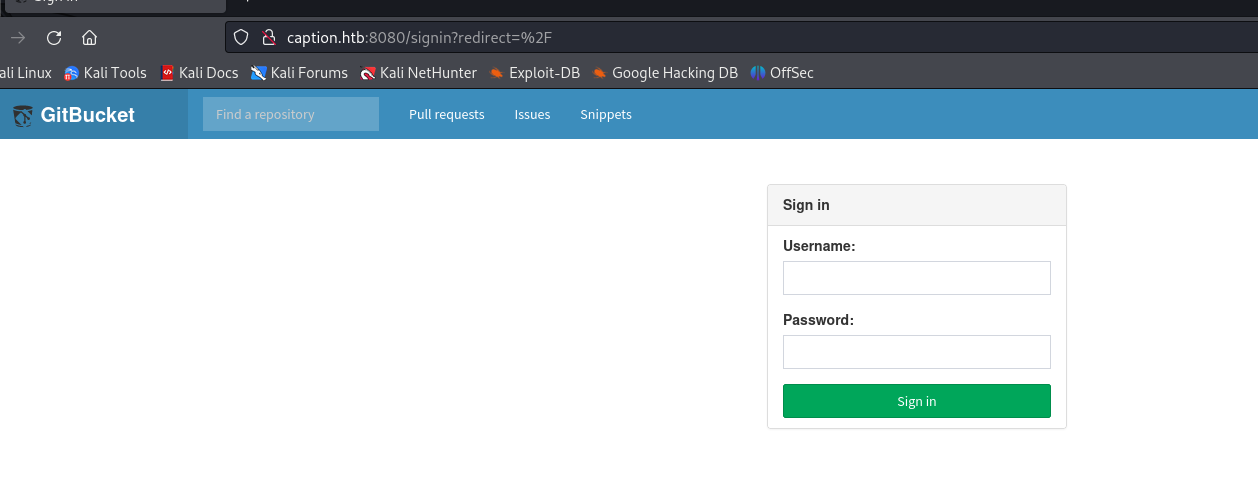 caption.htb:8080/signin?redirect=%2F
ali Linux Kali Tools Kali Docs Kali Forums Kali NetHunter Exploit-DB Google Hacking DB OffSec
GitBucket Find a repository Pull requests Issues Snippets
Sign in
Username:
Password:
Sign in